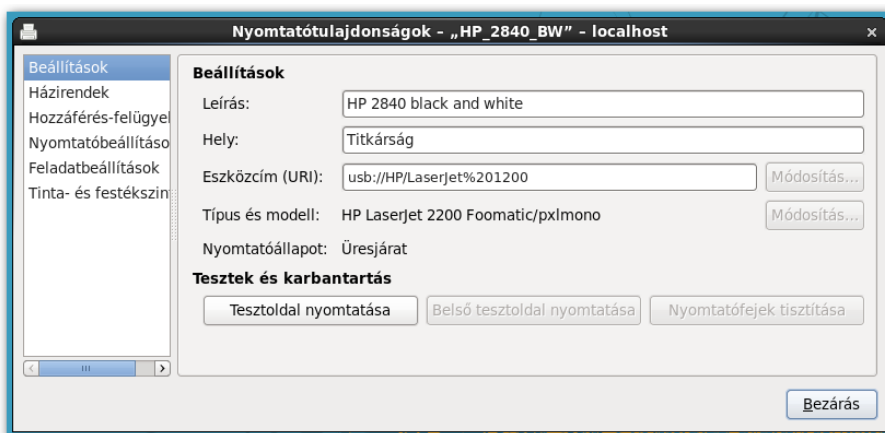 Nyomtatótulajdonságok – „HP_2840_BW” – localhost
Beállítások
Házirendek
Hozzáférés-felügyel
Nyomtatóbeállításo
Feladatbeállítások
Tinta- és festékszin
Beállítások
Leírás: HP 2840 black and white
Hely: Titkárság
Eszközcím (URI): usb://HP/LaserJet%201200 Módosítás...
Típus és modell: HP LaserJet 2200 Foomatic/pxlmono Módosítás...
Nyomtatóállapot: Üresjárat
Tesztek és karbantartás
Tesztoldal nyomtatása Belső tesztoldal nyomtatása Nyomtatófejek tisztítása
Bezárás